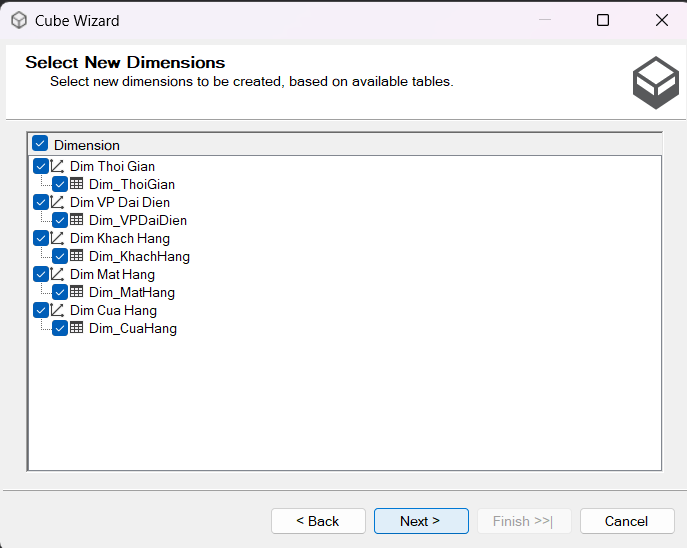 Cube Wizard
Select New Dimensions
Select new dimensions to be created, based on available tables.
Dimension
Dim Thoi Gian
Dim_ThoiGian
Dim VP Dai Dien
Dim_VPDaiDien
Dim Khach Hang
Dim_KhachHang
Dim Mat Hang
Dim_MatHang
Dim Cua Hang
Dim_CuaHang
< Back Next > Finish >>| Cancel